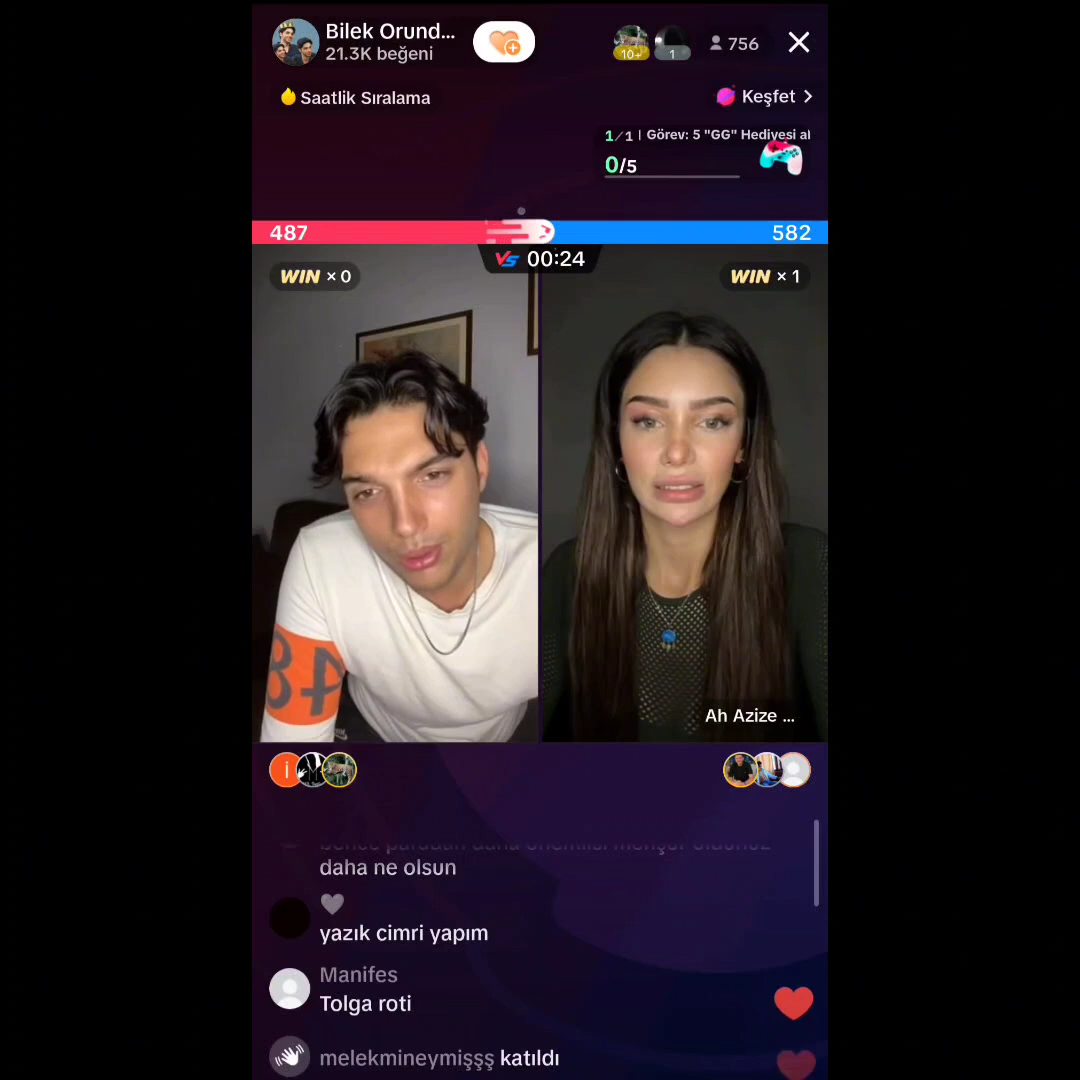 Bilek Orund...
21.3K beğeni
10+
1
756
Saatlik Sıralama
Keşfet
1/1 | Görev: 5 "GG" Hediyesi al
0/5
487
582
VS 00:24
WIN × 0
WIN × 1
84
Ah Azize ...
i
daha ne olsun
yazık cimri yapım
Manifes
Tolga roti
melekmineymişşş katıldı